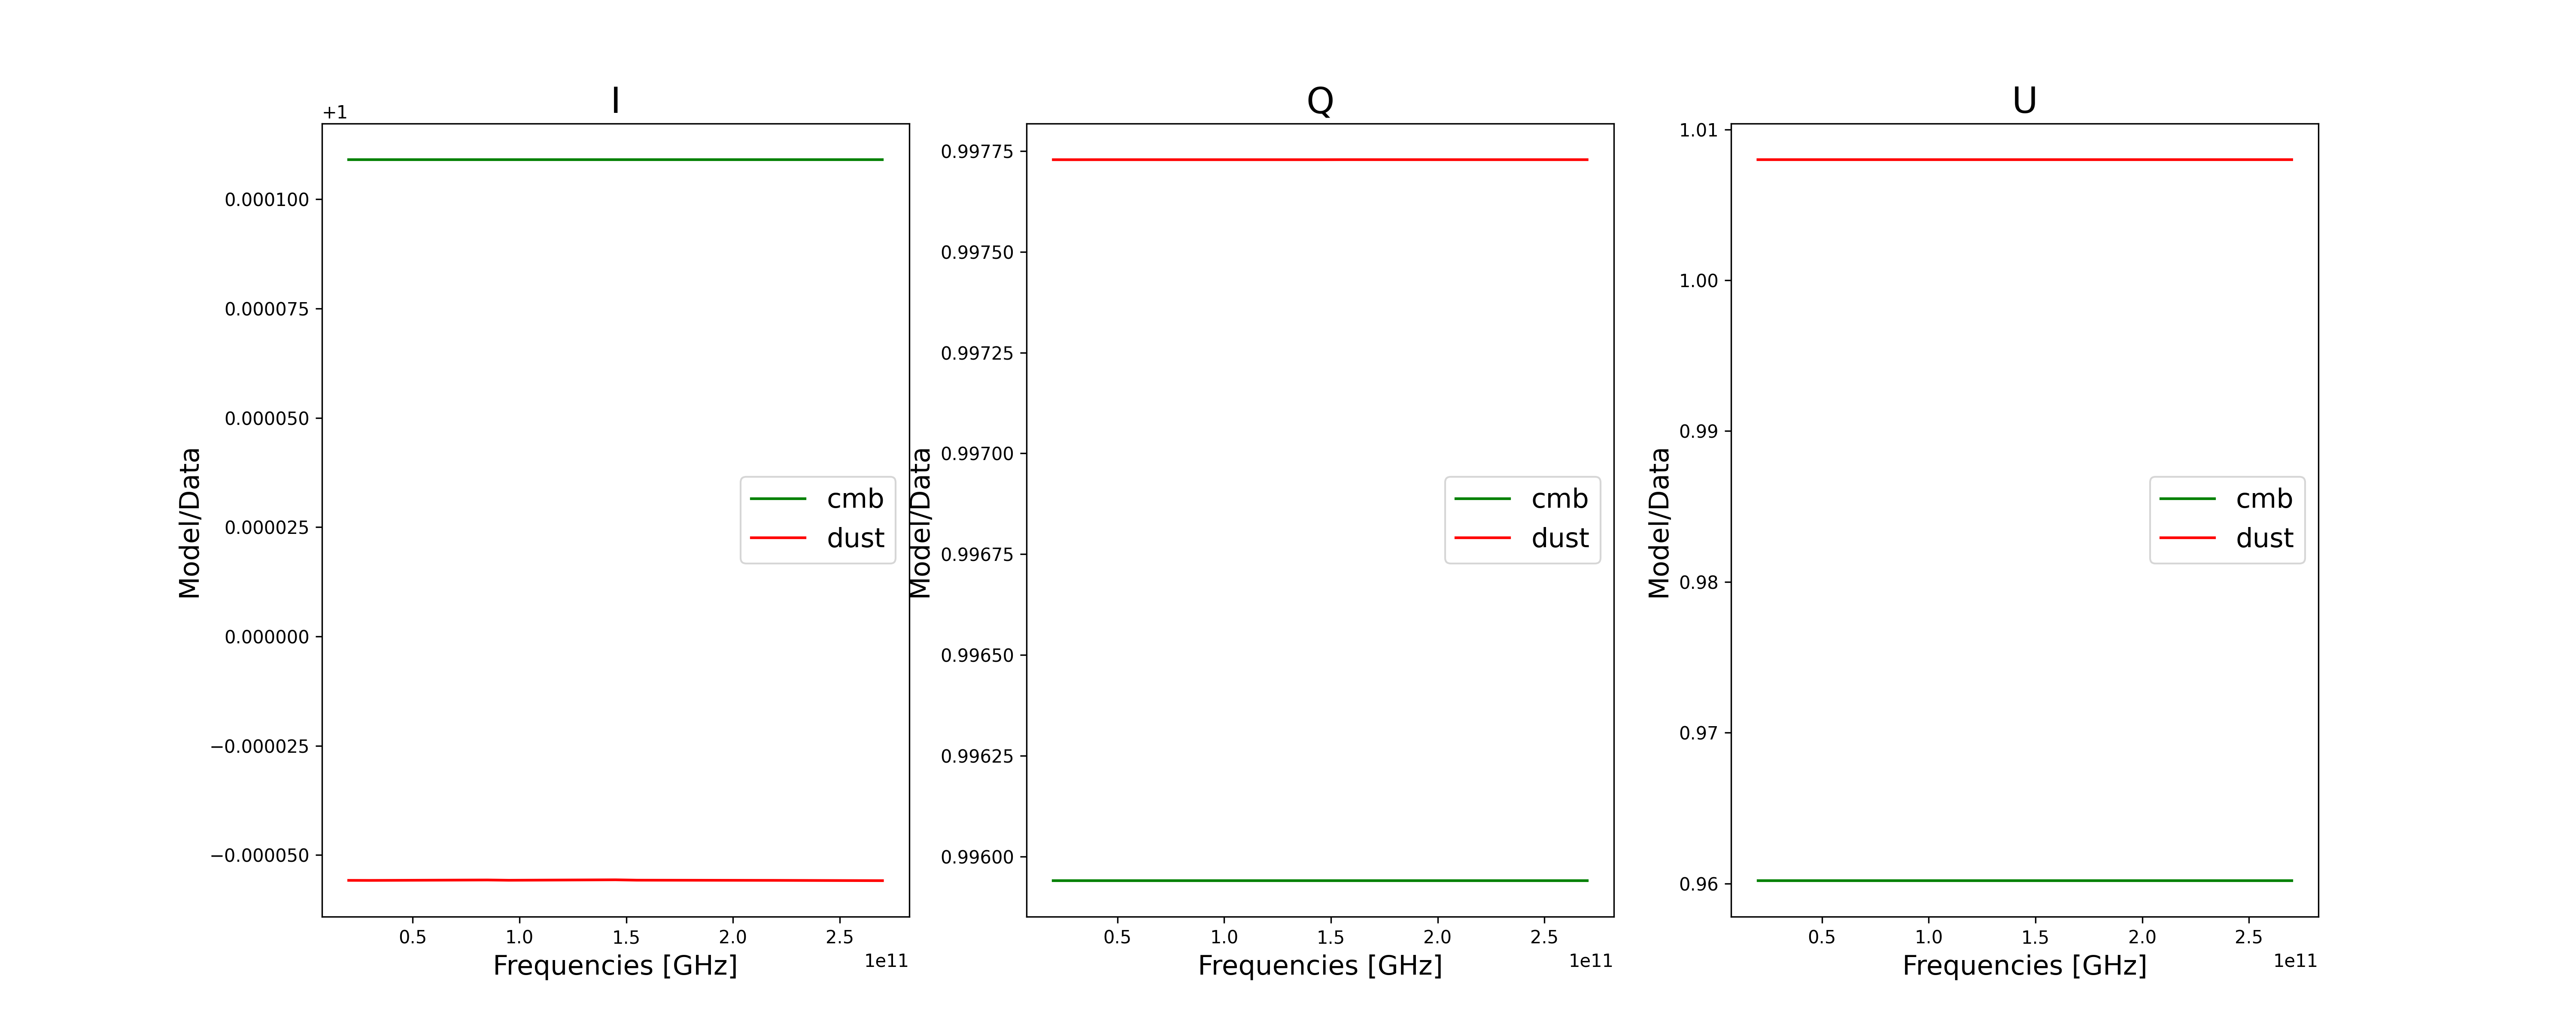 I
+1
0.000100
0.000075
0.000050
0.000025
0.000000
−0.000025
−0.000050
Model/Data
cmb
dust
0.5 1.0 1.5 2.0 2.5
1e11
Frequencies [GHz]
Q
0.99775
0.99750
0.99725
0.99700
0.99675
0.99650
0.99625
0.99600
Model/Data
cmb
dust
0.5 1.0 1.5 2.0 2.5
1e11
Frequencies [GHz]
U
1.01
1.00
0.99
0.98
0.97
0.96
Model/Data
cmb
dust
0.5 1.0 1.5 2.0 2.5
1e11
Frequencies [GHz]